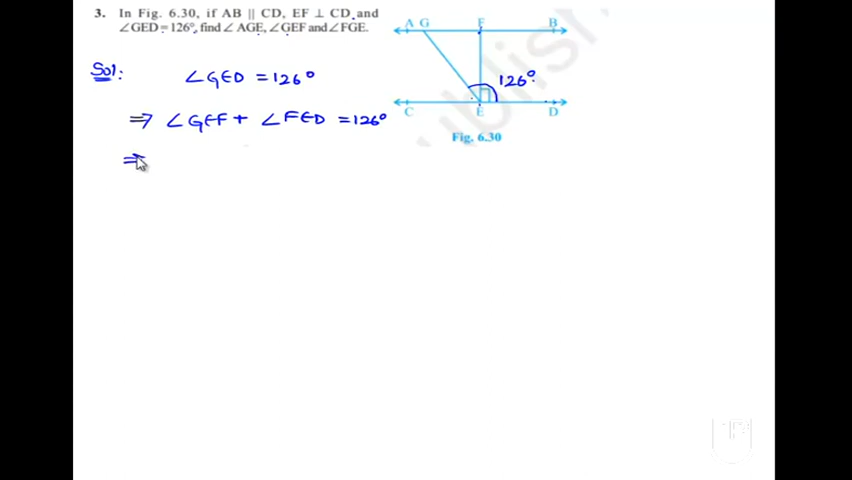 3. In Fig. 6.30, if AB || CD, EF ⊥ CD and
∠GED = 126°, find ∠ AGE, ∠ GEF and ∠ FGE.
A G F B
126°
C E D
Fig. 6.30
Sol:
∠GED = 126°
⇒ ∠GEF + ∠FED = 126°
⇒